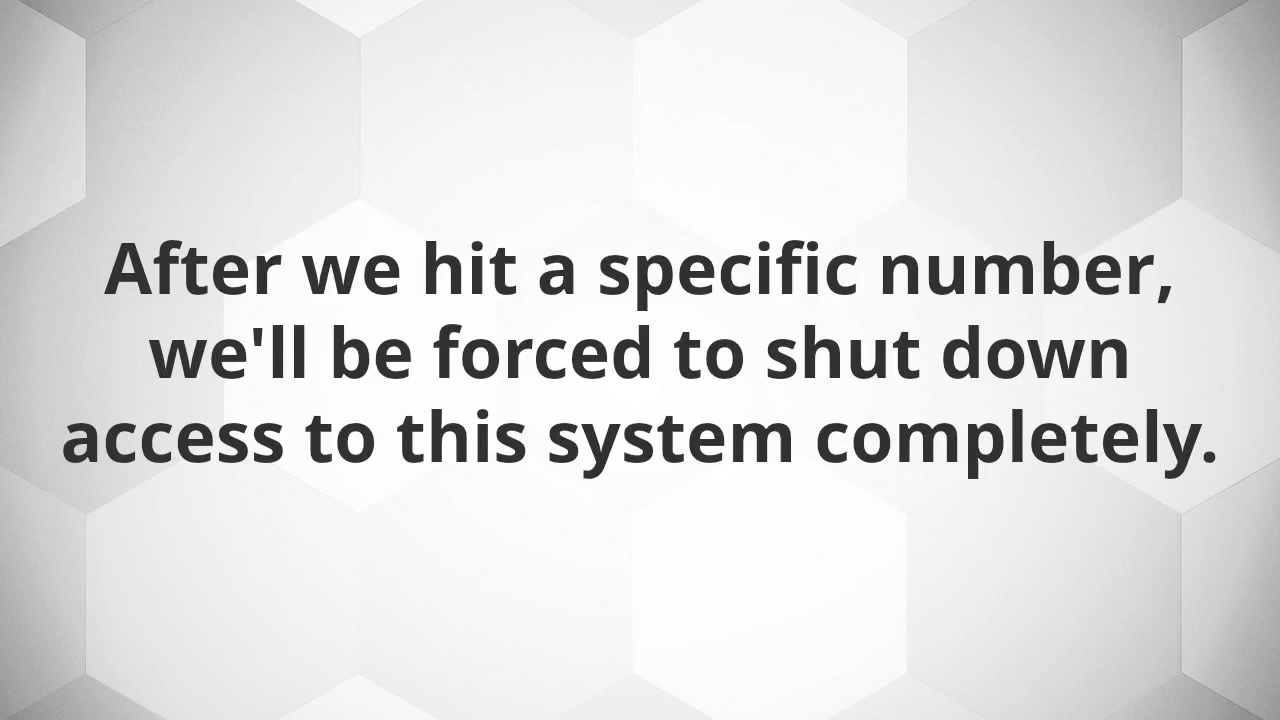 After we hit a specific number,
we'll be forced to shut down
access to this system completely.